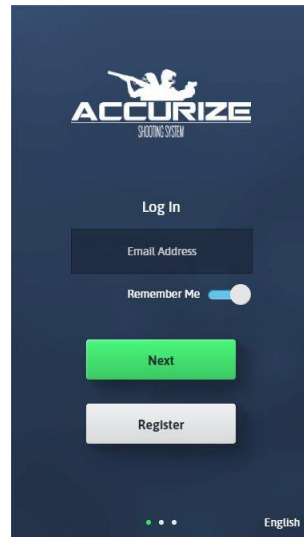 ACCURIZE
SHOOTING SYSTEM
Log In
Email Address
Remember Me
Next
Register
English